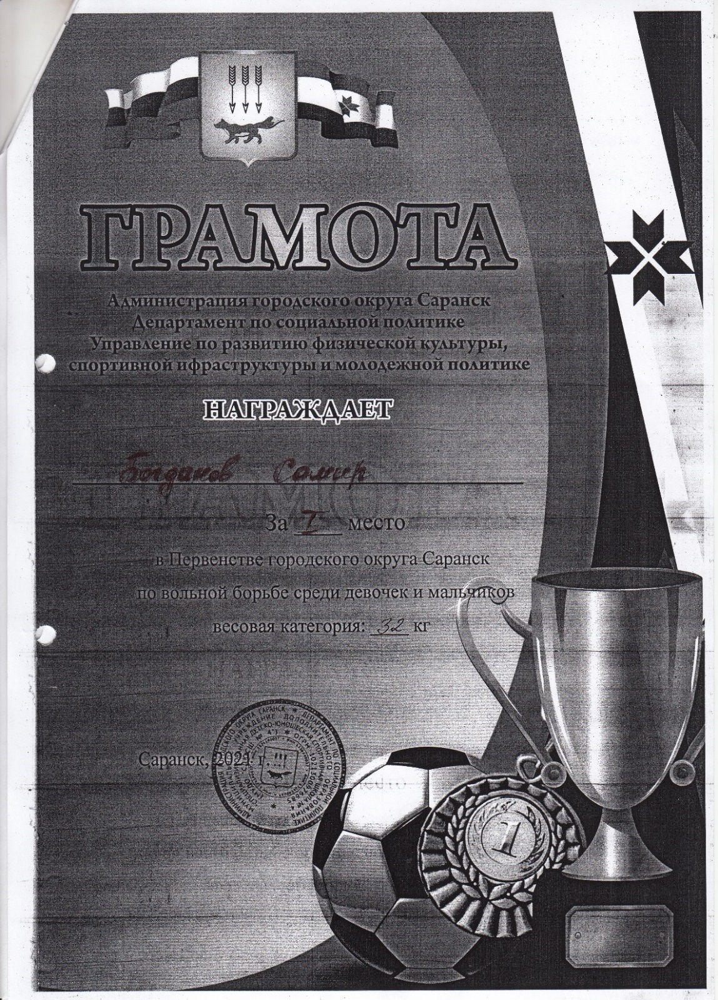 ГРАМОТА
Администрация городского округа Саранск
Департамент по социальной политике
Управление по развитию физической культуры,
спортивной ифраструктуры и молодежной политике
НАГРАЖДАЕТ
Богданов Самир
За I место
в Первенстве городского округа Саранск
по вольной борьбе среди девочек и мальчиков
весовая категория: 32 кг
Саранск, 2021 г.
1